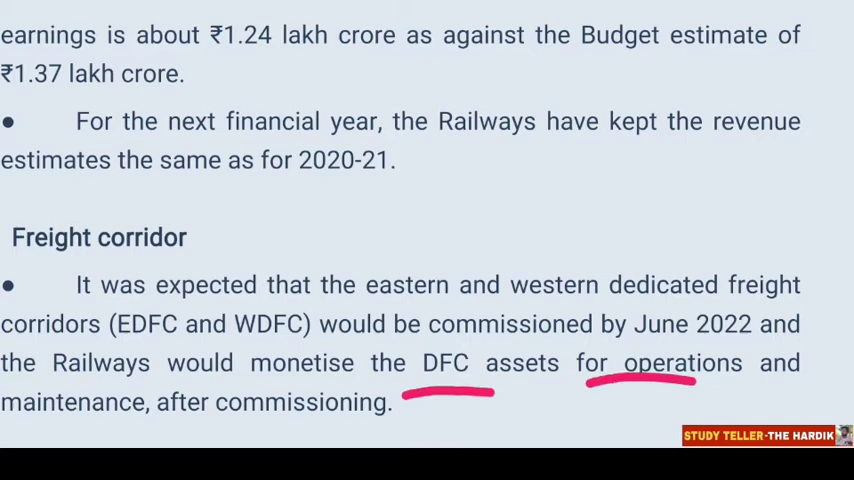 earnings is about ₹1.24 lakh crore as against the Budget estimate of
₹1.37 lakh crore.
● For the next financial year, the Railways have kept the revenue
estimates the same as for 2020-21.
Freight corridor
● It was expected that the eastern and western dedicated freight
corridors (EDFC and WDFC) would be commissioned by June 2022 and
the Railways would monetise the DFC assets for operations and
maintenance, after commissioning.
STUDY TELLER-THE HARDIK